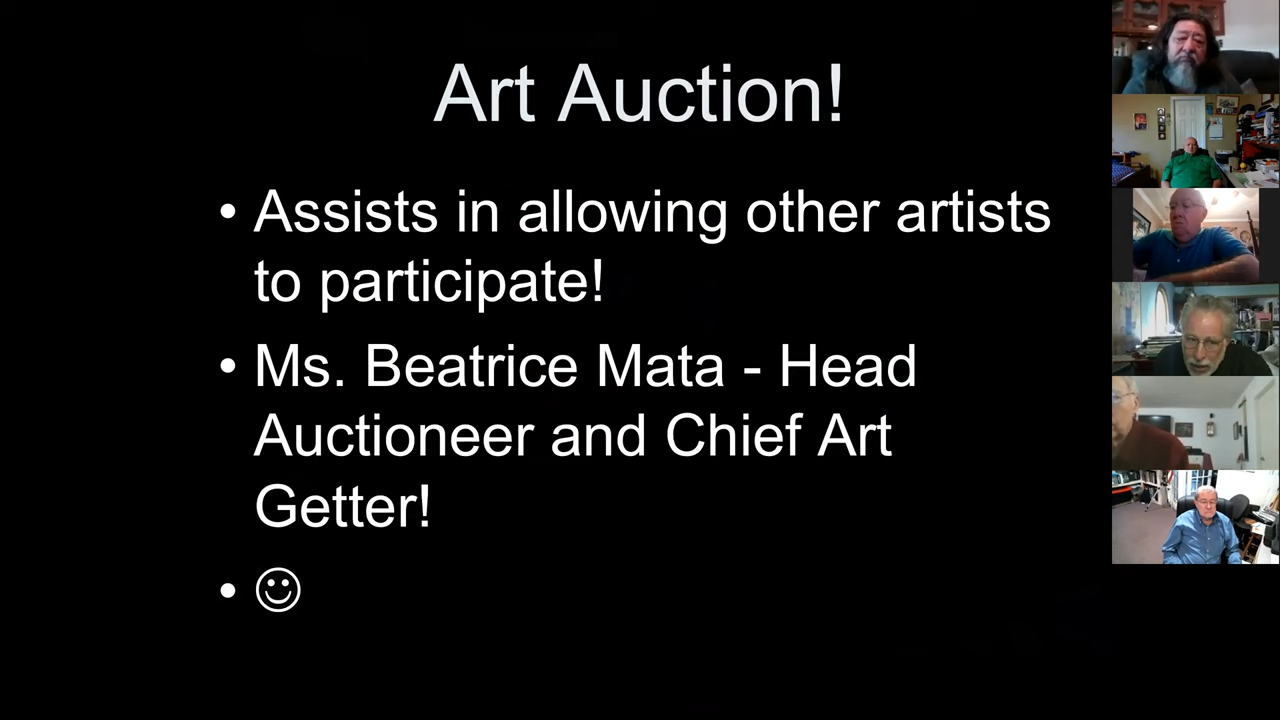 Art Auction!
• Assists in allowing other artists
to participate!
• Ms. Beatrice Mata - Head
Auctioneer and Chief Art
Getter!
• ☺